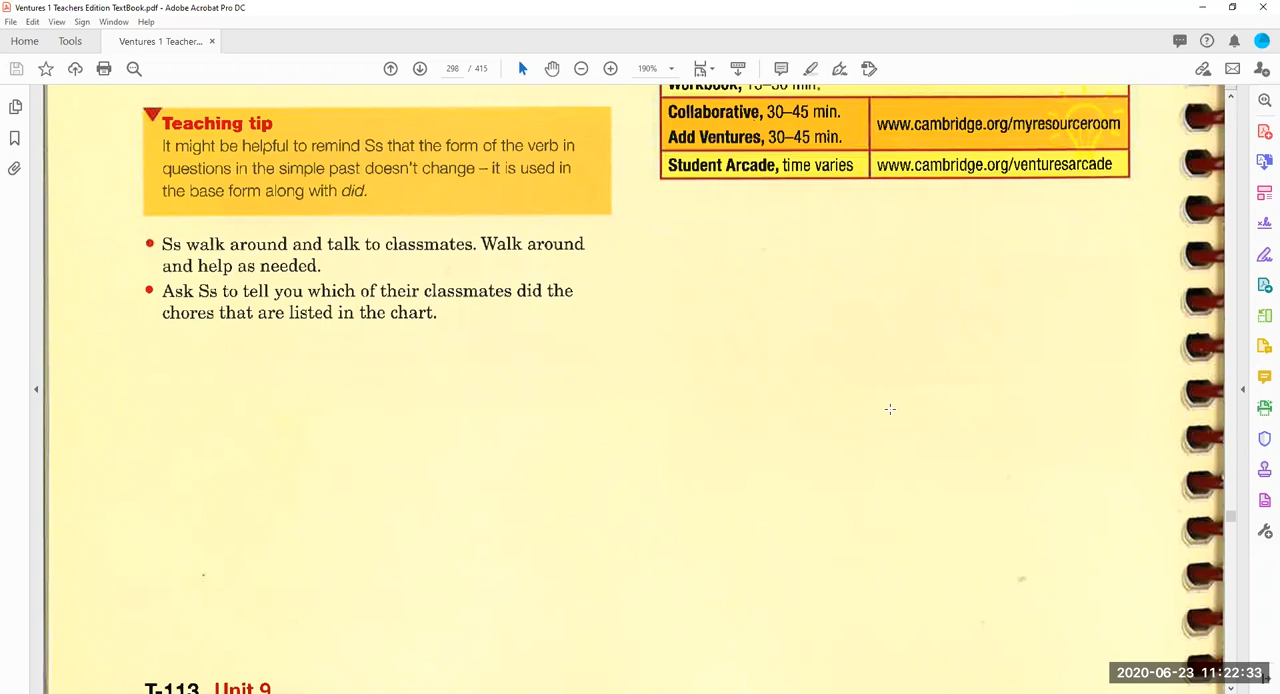 Ventures 1 Teachers Edition TextBook.pdf - Adobe Acrobat Pro DC
File Edit View Sign Window Help
Home Tools Ventures 1 Teacher... ×
298 / 415 190%
Workbook, 15–30 min.
Collaborative, 30–45 min.
Add Ventures, 30–45 min.
www.cambridge.org/myresourceroom
Student Arcade, time varies www.cambridge.org/venturesarcade
Teaching tip
It might be helpful to remind Ss that the form of the verb in
questions in the simple past doesn't change – it is used in
the base form along with did.
• Ss walk around and talk to classmates. Walk around
and help as needed.
• Ask Ss to tell you which of their classmates did the
chores that are listed in the chart.
T-113 Unit 9
2020-06-23 11:22:33